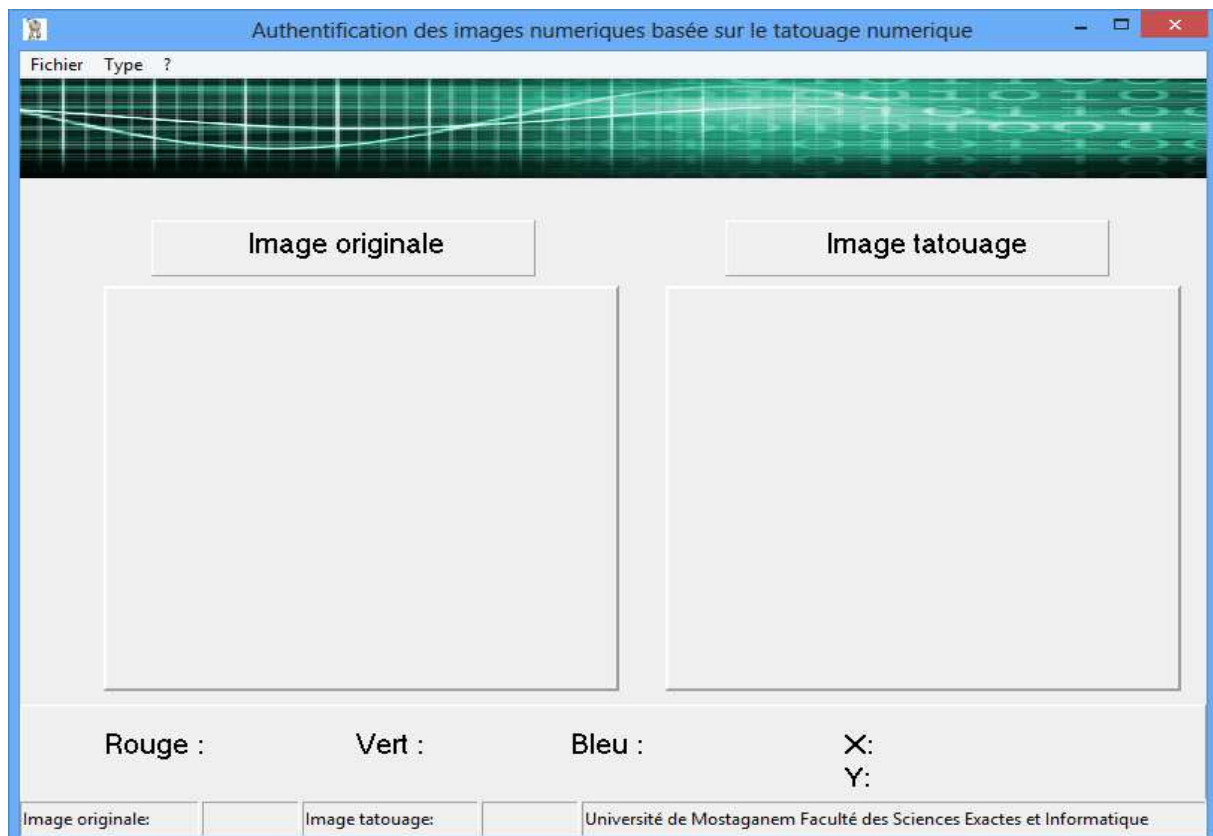 Authentification des images numeriques basée sur le tatouage numerique
Fichier Type ?
Image originale Image tatouage
Rouge : Vert : Bleu : X:
Y:
Image originale: Image tatouage: Université de Mostaganem Faculté des Sciences Exactes et Informatique